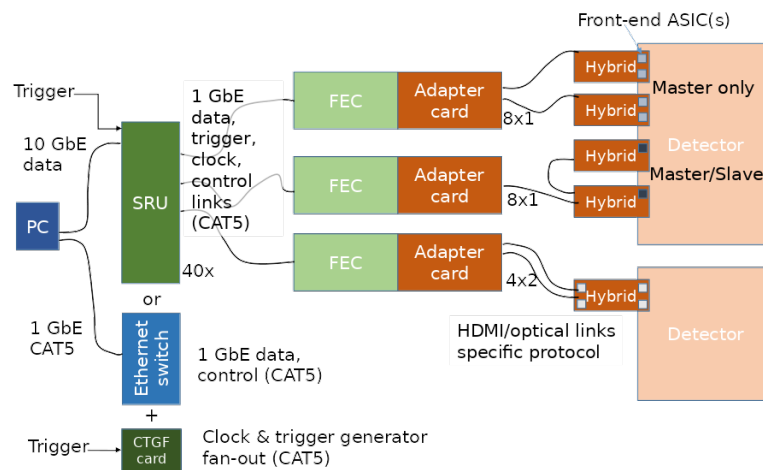 Front-end ASIC(s)
Trigger
10 GbE
data
SRU
40x
1 GbE
data,
trigger,
clock,
control
links
(CAT5)
FEC
Adapter
card
8x1
Hybrid
Hybrid
Master only
Detector
Hybrid
Master/Slave
Hybrid
FEC
Adapter
card
8x1
PC
FEC
Adapter
card
4x2
Hybrid
Detector
HDMI/optical links
specific protocol
or
1 GbE
CAT5
Ethernet
switch
1 GbE data,
control (CAT5)
+
Trigger
CTGF
card
Clock & trigger generator
fan-out (CAT5)